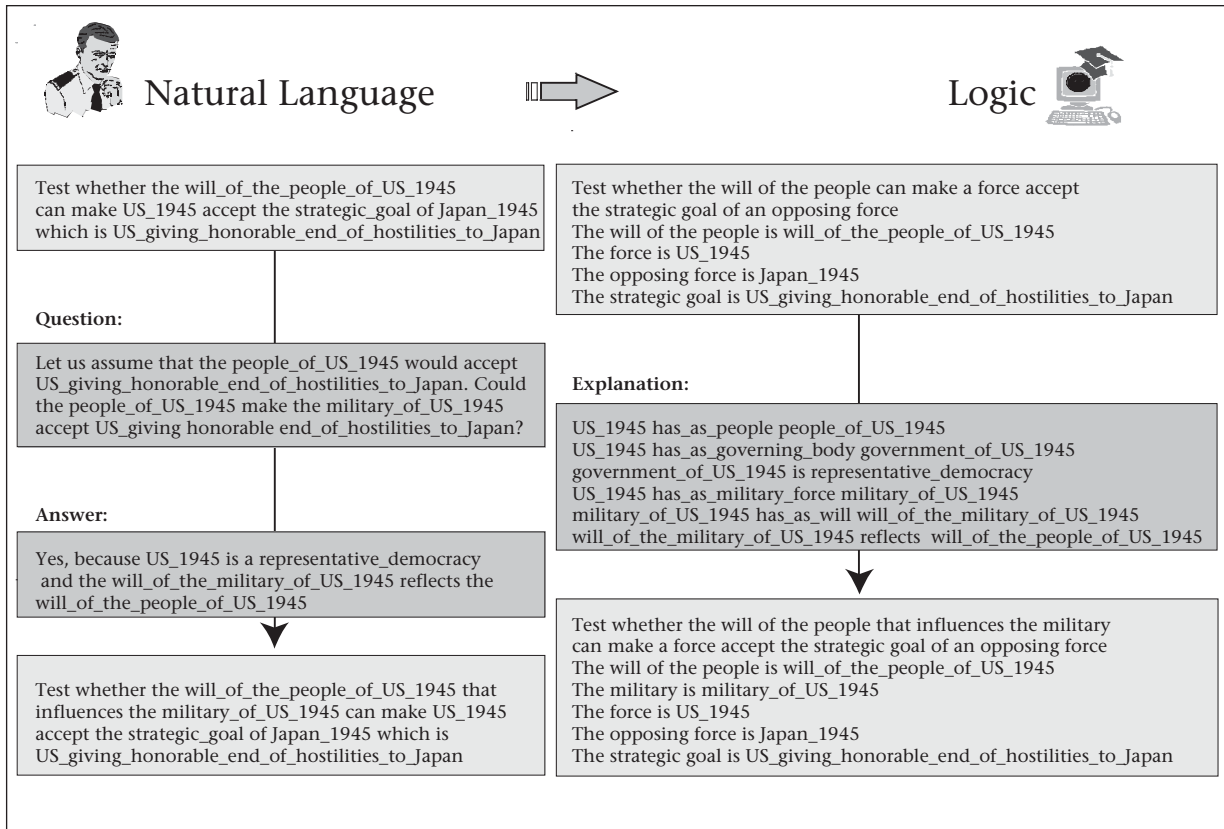 Natural Language
Logic
Test whether the will_of_the_people_of_US_1945
can make US_1945 accept the strategic_goal of Japan_1945
which is US_giving_honorable_end_of_hostilities_to_Japan
Question:
Let us assume that the people_of_US_1945 would accept
US_giving_honorable_end_of_hostilities_to_Japan. Could
the people_of_US_1945 make the military_of_US_1945
accept US_giving honorable end_of_hostilities_to_Japan?
Answer:
Yes, because US_1945 is a representative_democracy
and the will_of_the_military_of_US_1945 reflects the
will_of_the_people_of_US_1945
Test whether the will_of_the_people_of_US_1945 that
influences the military_of_US_1945 can make US_1945
accept the strategic_goal of Japan_1945 which is
US_giving_honorable_end_of_hostilities_to_Japan
Test whether the will of the people can make a force accept
the strategic goal of an opposing force
The will of the people is will_of_the_people_of_US_1945
The force is US_1945
The opposing force is Japan_1945
The strategic goal is US_giving_honorable_end_of_hostilities_to_Japan
Explanation:
US_1945 has_as_people people_of_US_1945
US_1945 has_as_governing_body government_of_US_1945
government_of_US_1945 is representative_democracy
US_1945 has_as_military_force military_of_US_1945
military_of_US_1945 has_as_will will_of_the_military_of_US_1945
will_of_the_military_of_US_1945 reflects will_of_the_people_of_US_1945
Test whether the will of the people that influences the military
can make a force accept the strategic goal of an opposing force
The will of the people is will_of_the_people_of_US_1945
The military is military_of_US_1945
The force is US_1945
The opposing force is Japan_1945
The strategic goal is US_giving_honorable_end_of_hostilities_to_Japan